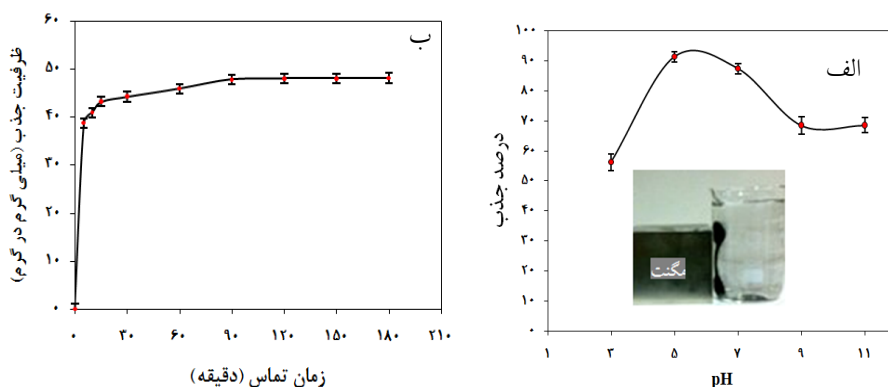 الف
درصد جذب
۱۰۰
۹۰
۸۰
۷۰
۶۰
۵۰
۴۰
۳۰
۲۰
۱۰
۰
۱ ۳ ۵ ۷ ۹ ۱۱
pH
مگنت
ب
ظرفیت جذب (میلی گرم در گرم)
۶۰
۵۰
۴۰
۳۰
۲۰
۱۰
۰
۰ ۳۰ ۶۰ ۹۰ ۱۲۰ ۱۵۰ ۱۸۰ ۲۱۰
زمان تماس (دقیقه)